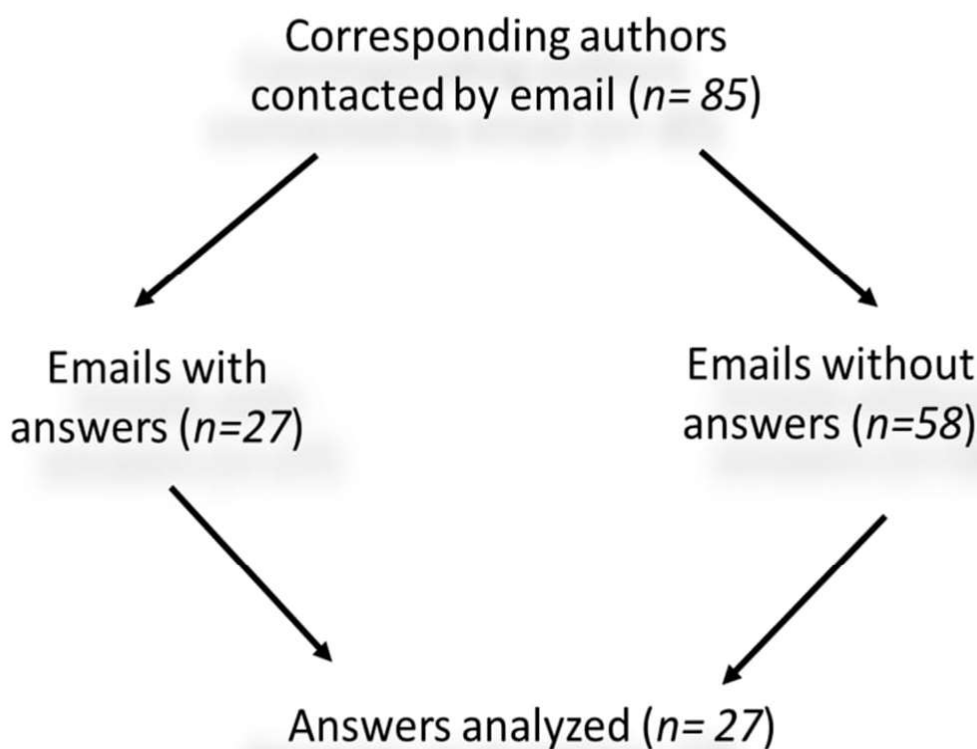 Corresponding authors
contacted by email (n= 85)
Emails with
answers (n=27)
Emails without
answers (n=58)
Answers analyzed (n= 27)